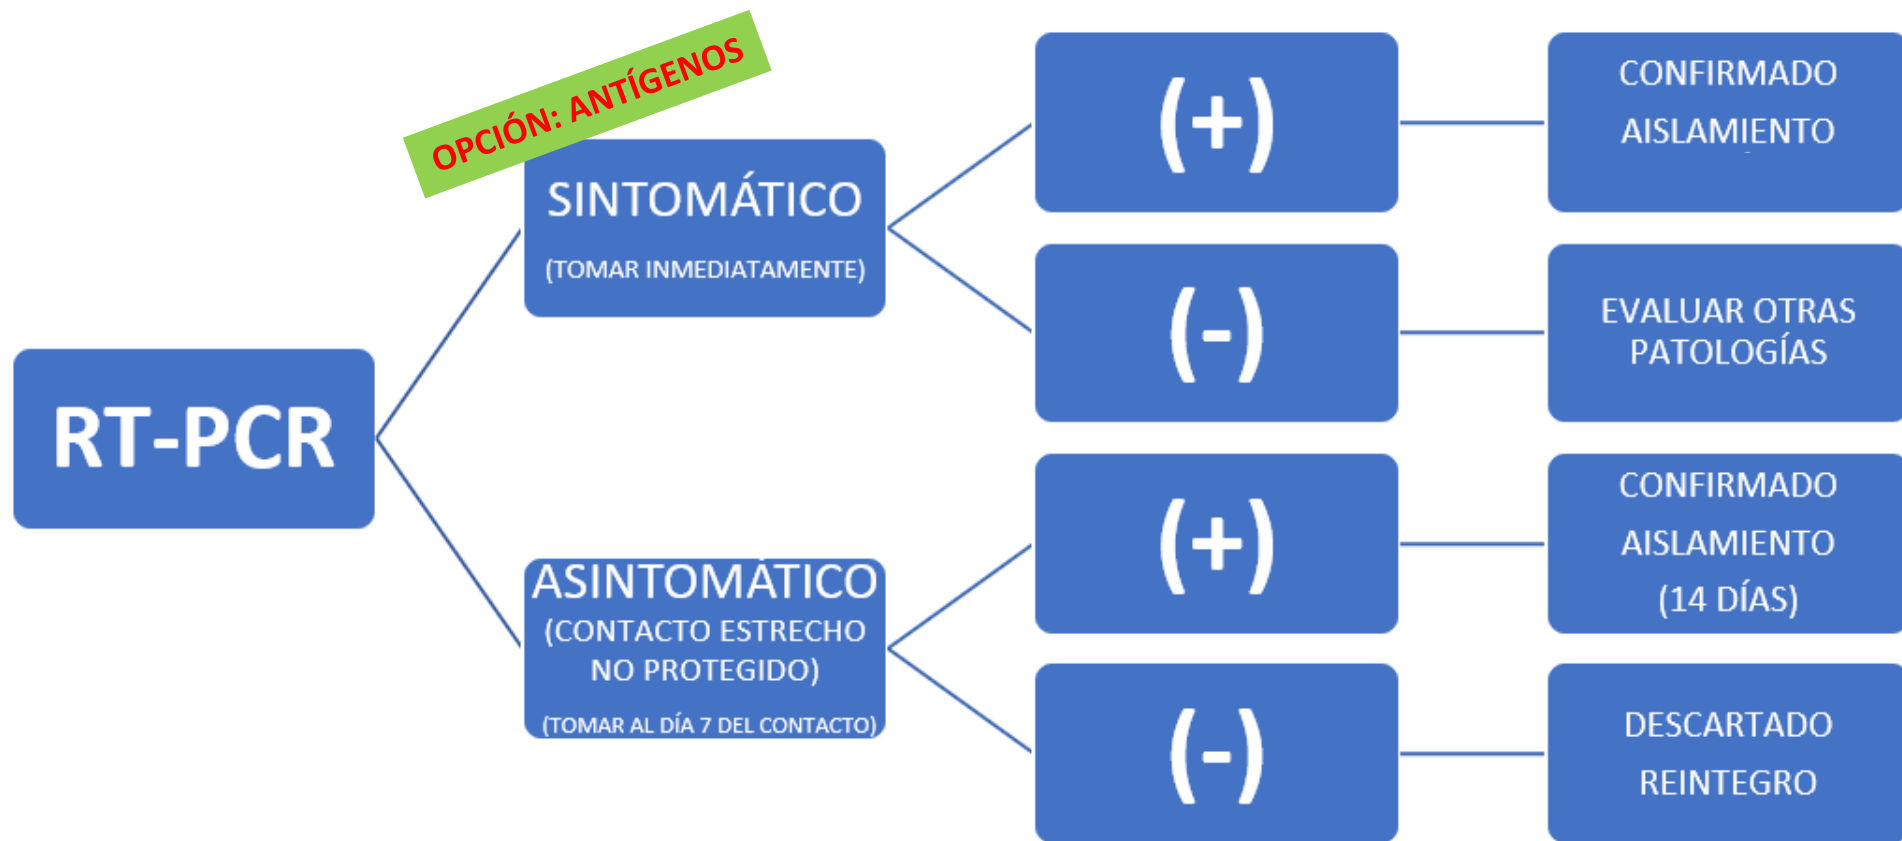 RT-PCR
OPCIÓN: ANTÍGENOS
SINTOMÁTICO
(TOMAR INMEDIATAMENTE)
(+)
CONFIRMADO
AISLAMIENTO
(-)
EVALUAR OTRAS
PATOLOGÍAS
ASINTOMÁTICO
(CONTACTO ESTRECHO
NO PROTEGIDO)
(TOMAR AL DÍA 7 DEL CONTACTO)
(+)
CONFIRMADO
AISLAMIENTO
(14 DÍAS)
(-)
DESCARTADO
REINTEGRO